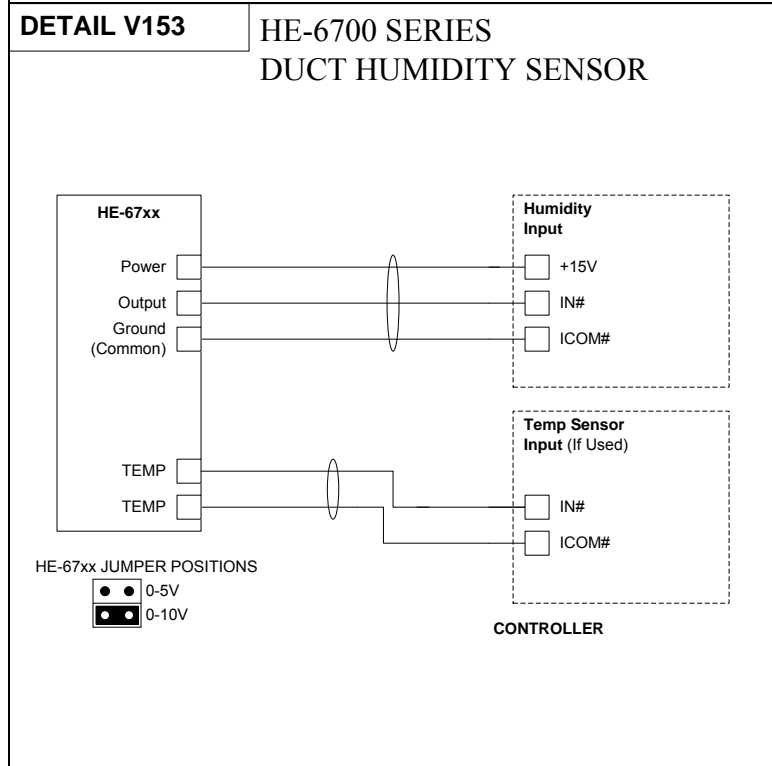 DETAIL V153
HE-6700 SERIES
DUCT HUMIDITY SENSOR
HE-67xx
Power
Output
Ground
(Common)
TEMP
TEMP
Humidity
Input
+15V
IN#
ICOM#
Temp Sensor
Input (If Used)
IN#
ICOM#
HE-67xx JUMPER POSITIONS
0-5V
0-10V
CONTROLLER